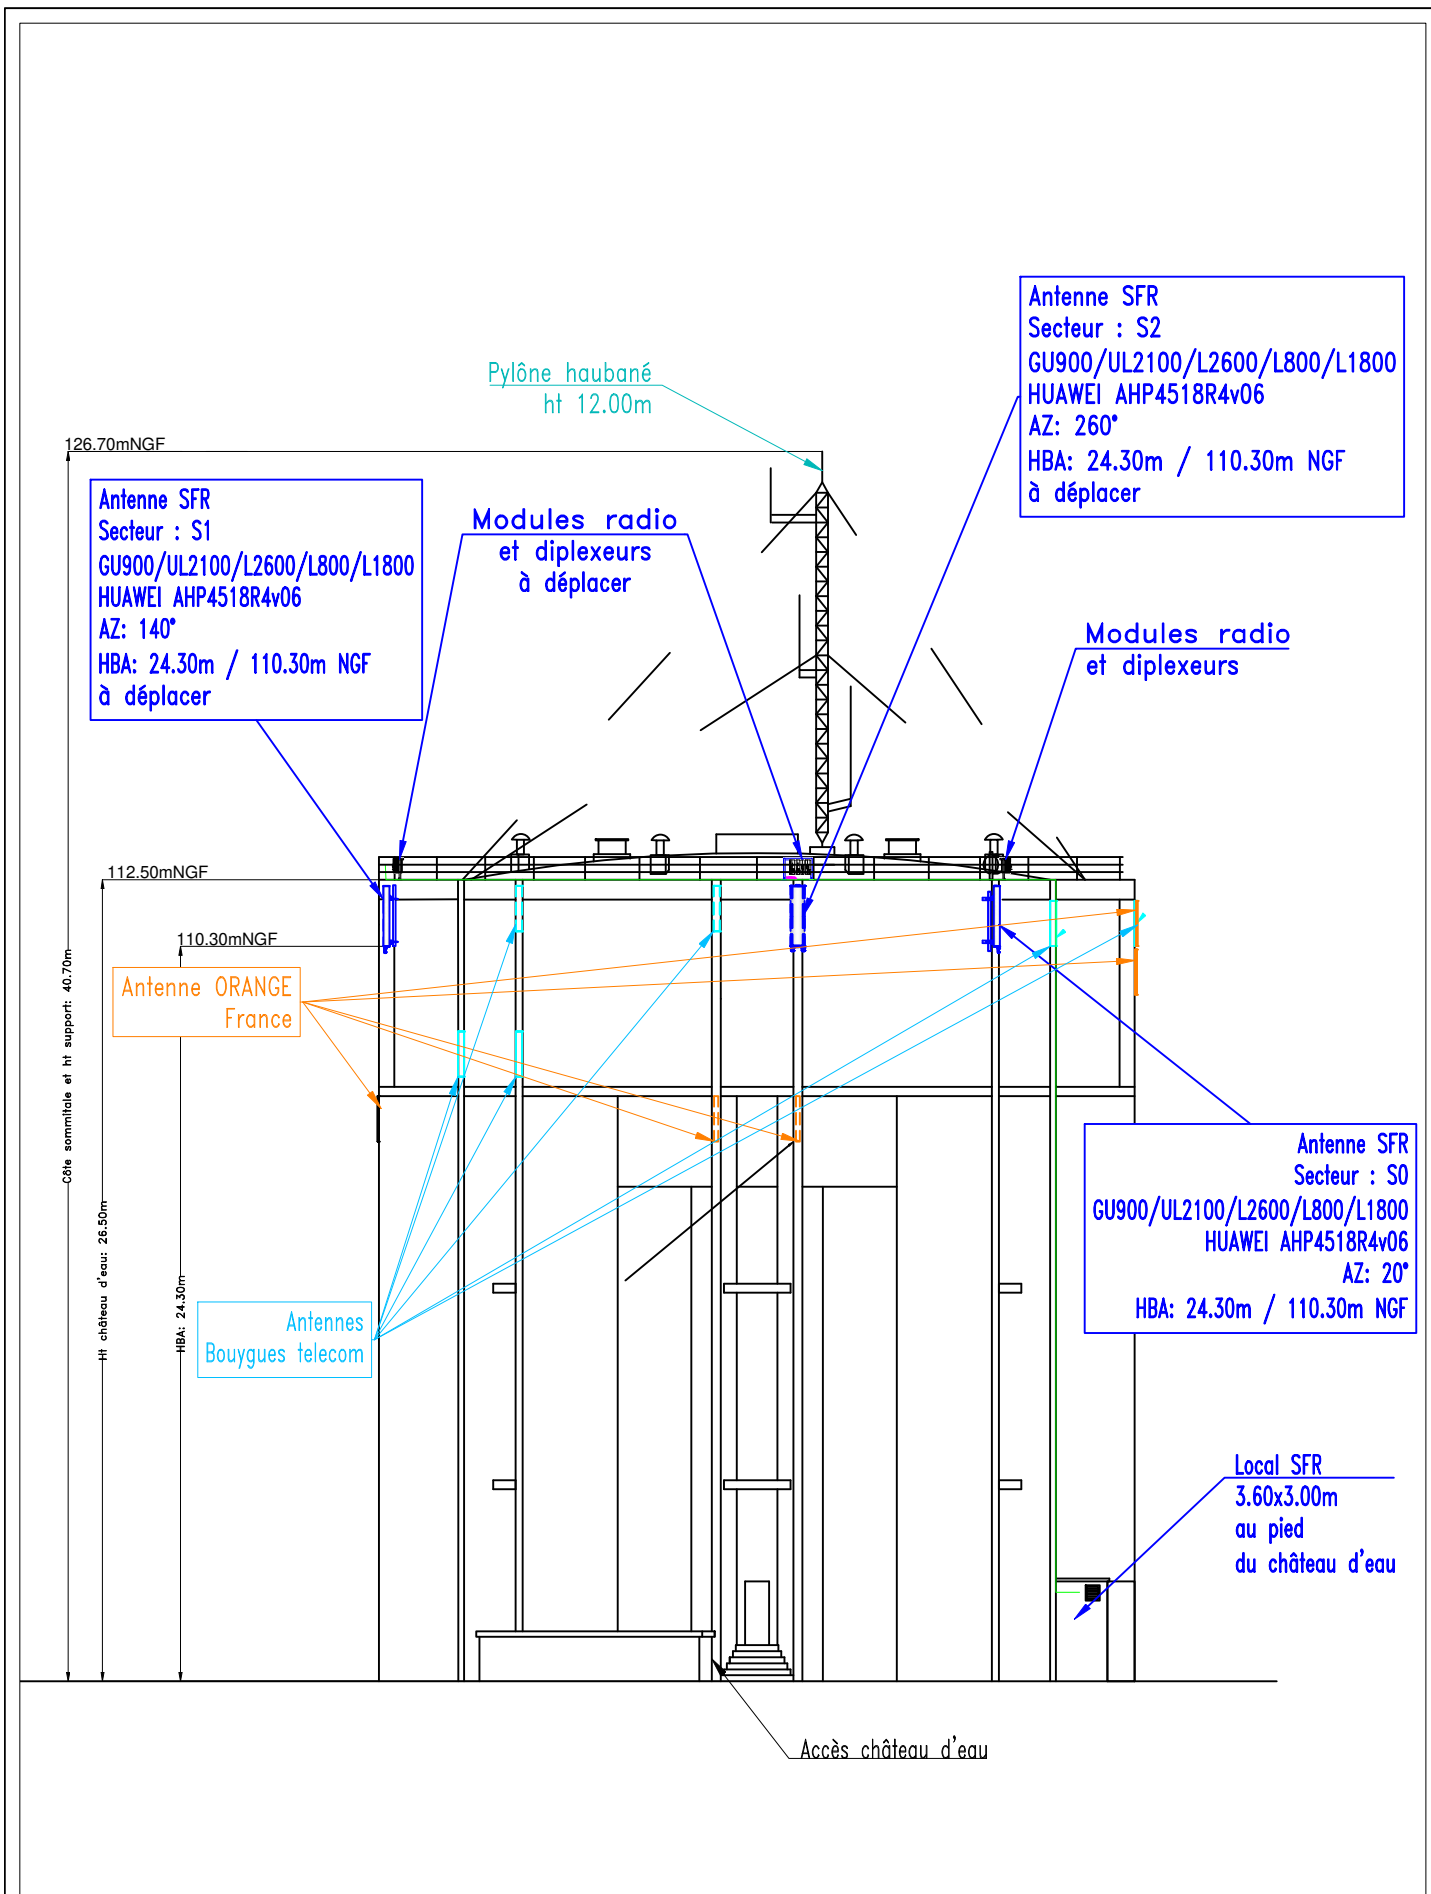 Antenne SFR
Secteur : S2
GU900/UL2100/L2600/L800/L1800
HUAWEI AHP4518R4v06
AZ: 260°
HBA: 24.30m / 110.30m NGF
à déplacer
Pylône haubané
ht 12.00m
126.70mNGF
Antenne SFR
Secteur : S1
GU900/UL2100/L2600/L800/L1800
HUAWEI AHP4518R4v06
AZ: 140°
HBA: 24.30m / 110.30m NGF
à déplacer
Modules radio
et diplexeurs
à déplacer
Modules radio
et diplexeurs
112.50mNGF
110.30mNGF
Antenne ORANGE
France
Côte sommitale et ht support: 40.70m
Ht château d'eau: 26.50m
HBA: 24.30m
Antenne SFR
Secteur : S0
GU900/UL2100/L2600/L800/L1800
HUAWEI AHP4518R4v06
AZ: 20°
HBA: 24.30m / 110.30m NGF
Antennes
Bouygues telecom
Local SFR
3.60x3.00m
au pied
du château d'eau
Accès château d'eau